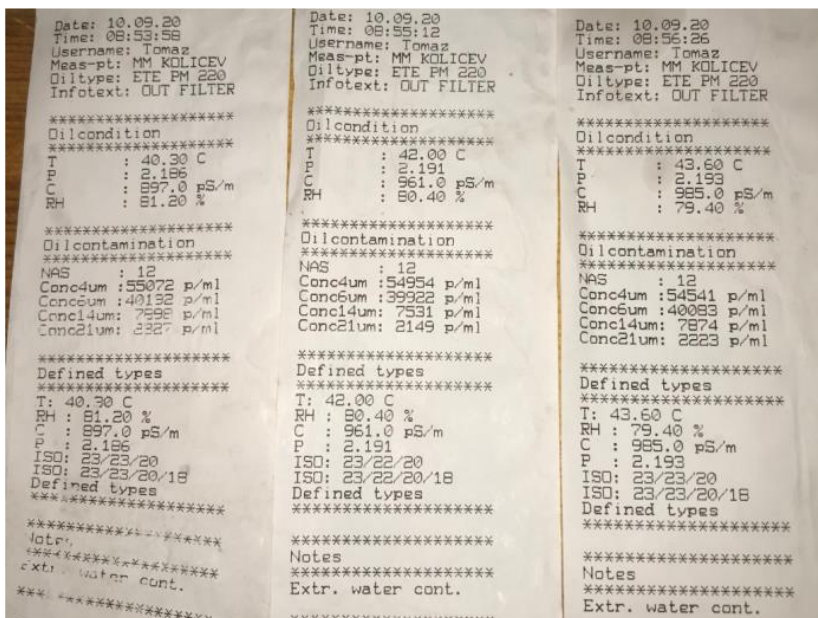 Date: 10.09.20
Time: 08:53:58
Username: Tomaz
Meas-pt: MM KOLICEV
Oiltype: ETE PM 220
Infotext: OUT FILTER
*********************
Oilcondition
*********************
T : 40.30 C
P : 2.186
C : 897.0 pS/m
RH : 81.20 %
*********************
Oilcontamination
*********************
NAS : 12
Conc4um :55072 p/ml
Conc6um :40132 p/ml
Conc14um: 7898 p/ml
Conc21um: 2327 p/ml
*********************
Defined types
*********************
T: 40.30 C
RH : 81.20 %
C : 897.0 pS/m
P : 2.186
ISO: 23/23/20
ISO: 23/23/20/18
Defined types
*********************
*********************
Notes
*********************
water cont.
*********************
Date: 10.09.20
Time: 08:55:12
Username: Tomaz
Meas-pt: MM KOLICEV
Oiltype: ETE PM 220
Infotext: OUT FILTER
*********************
Oilcondition
*********************
T : 42.00 C
P : 2.191
C : 961.0 pS/m
RH : 80.40 %
*********************
Oilcontamination
*********************
NAS : 12
Conc4um :54954 p/ml
Conc6um :39922 p/ml
Conc14um: 7531 p/ml
Conc21um: 2149 p/ml
*********************
Defined types
*********************
T: 42.00 C
RH : 80.40 %
C : 961.0 pS/m
P : 2.191
ISO: 23/22/20
ISO: 23/22/20/18
Defined types
*********************
*********************
Notes
*********************
Extr. water cont.
*********************
Date: 10.09.20
Time: 08:56:26
Username: Tomaz
Meas-pt: MM KOLICEV
Oiltype: ETE PM 220
Infotext: OUT FILTER
*********************
Oilcondition
*********************
T : 43.60 C
P : 2.193
C : 985.0 pS/m
RH : 79.40 %
*********************
Oilcontamination
*********************
NAS : 12
Conc4um :54541 p/ml
Conc6um :40083 p/ml
Conc14um: 7874 p/ml
Conc21um: 2223 p/ml
*********************
Defined types
*********************
T: 43.60 C
RH : 79.40 %
C : 985.0 pS/m
P : 2.193
ISO: 23/23/20
ISO: 23/23/20/18
Defined types
*********************
*********************
Notes
*********************
Extr. water cont.